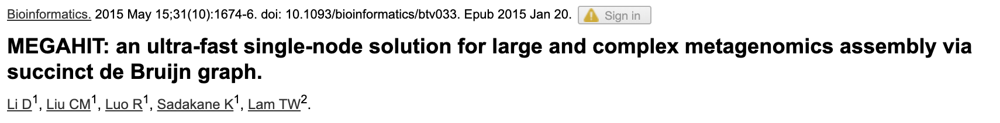 Bioinformatics. 2015 May 15;31(10):1674-6. doi: 10.1093/bioinformatics/btv033. Epub 2015 Jan 20. Sign in
MEGAHIT: an ultra-fast single-node solution for large and complex metagenomics assembly via
succinct de Bruijn graph.
Li D1, Liu CM1, Luo R1, Sadakane K1, Lam TW2.